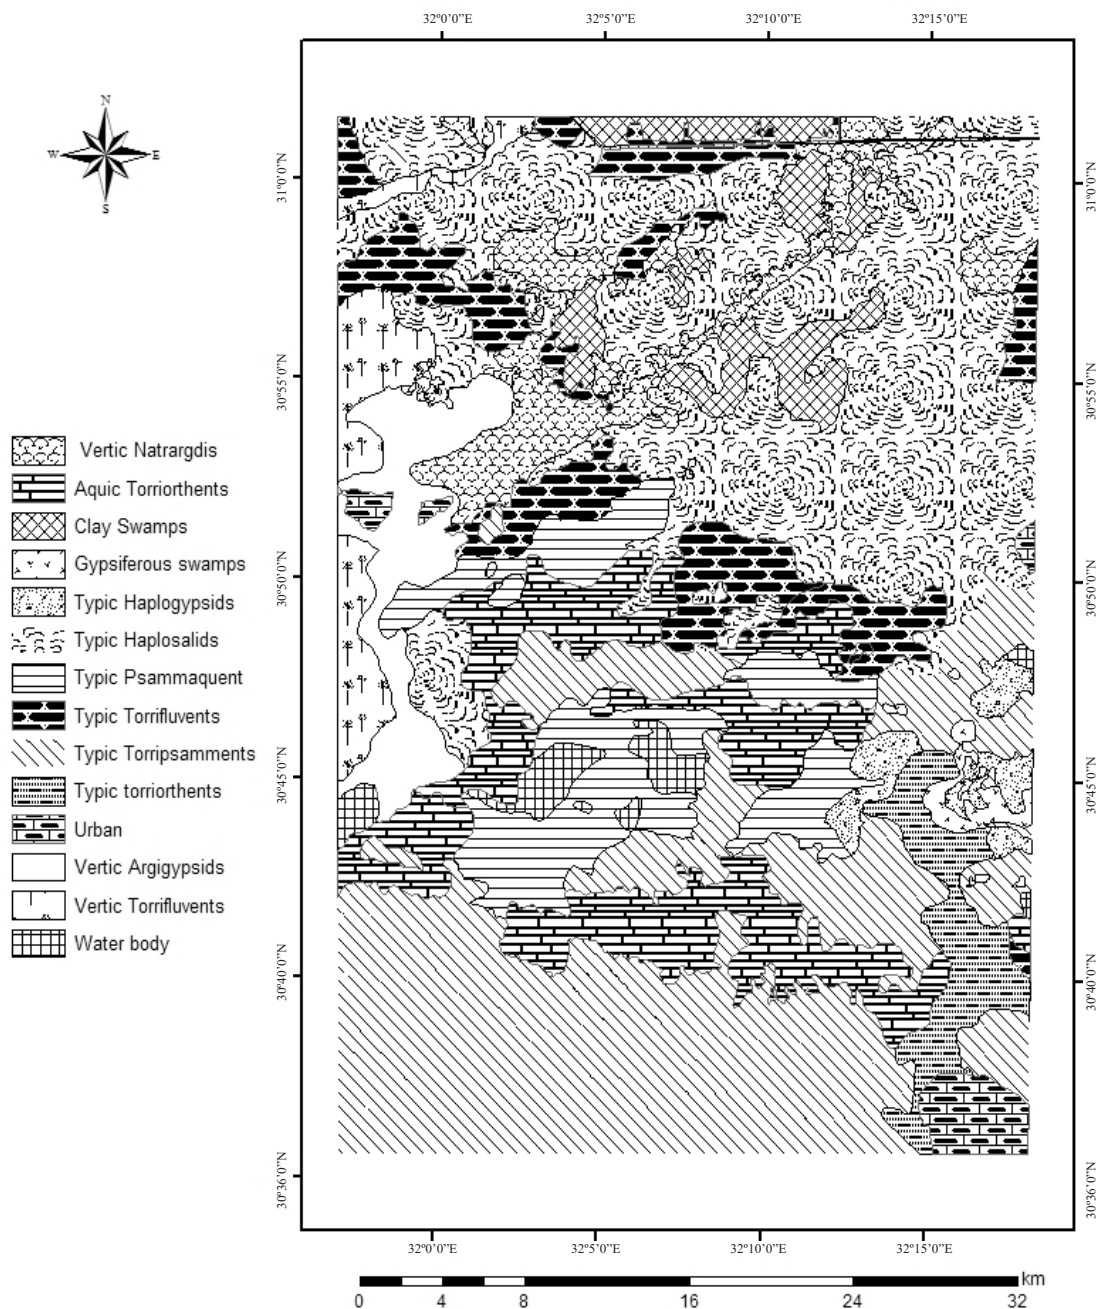 32°0'0"E 32°5'0"E 32°10'0"E 32°15'0"E
N
W E
S
31°0'0"N 31°0'0"N
30°55'0"N 30°55'0"N
Vertic Natrargdis
Aquic Torriorthents
Clay Swamps
Gypsiferous swamps
30°50'0"N 30°50'0"N
Typic Haplogypsids
Typic Haplosalids
Typic Psammaquent
Typic Torrifluvents
Typic Torripsamments
30°45'0"N 30°45'0"N
Typic torriorthents
Urban
Vertic Argigypsids
Vertic Torrifluvents
Water body
30°40'0"N 30°40'0"N
30°36'0"N 30°36'0"N
32°0'0"E 32°5'0"E 32°10'0"E 32°15'0"E
km
0 4 8 16 24 32